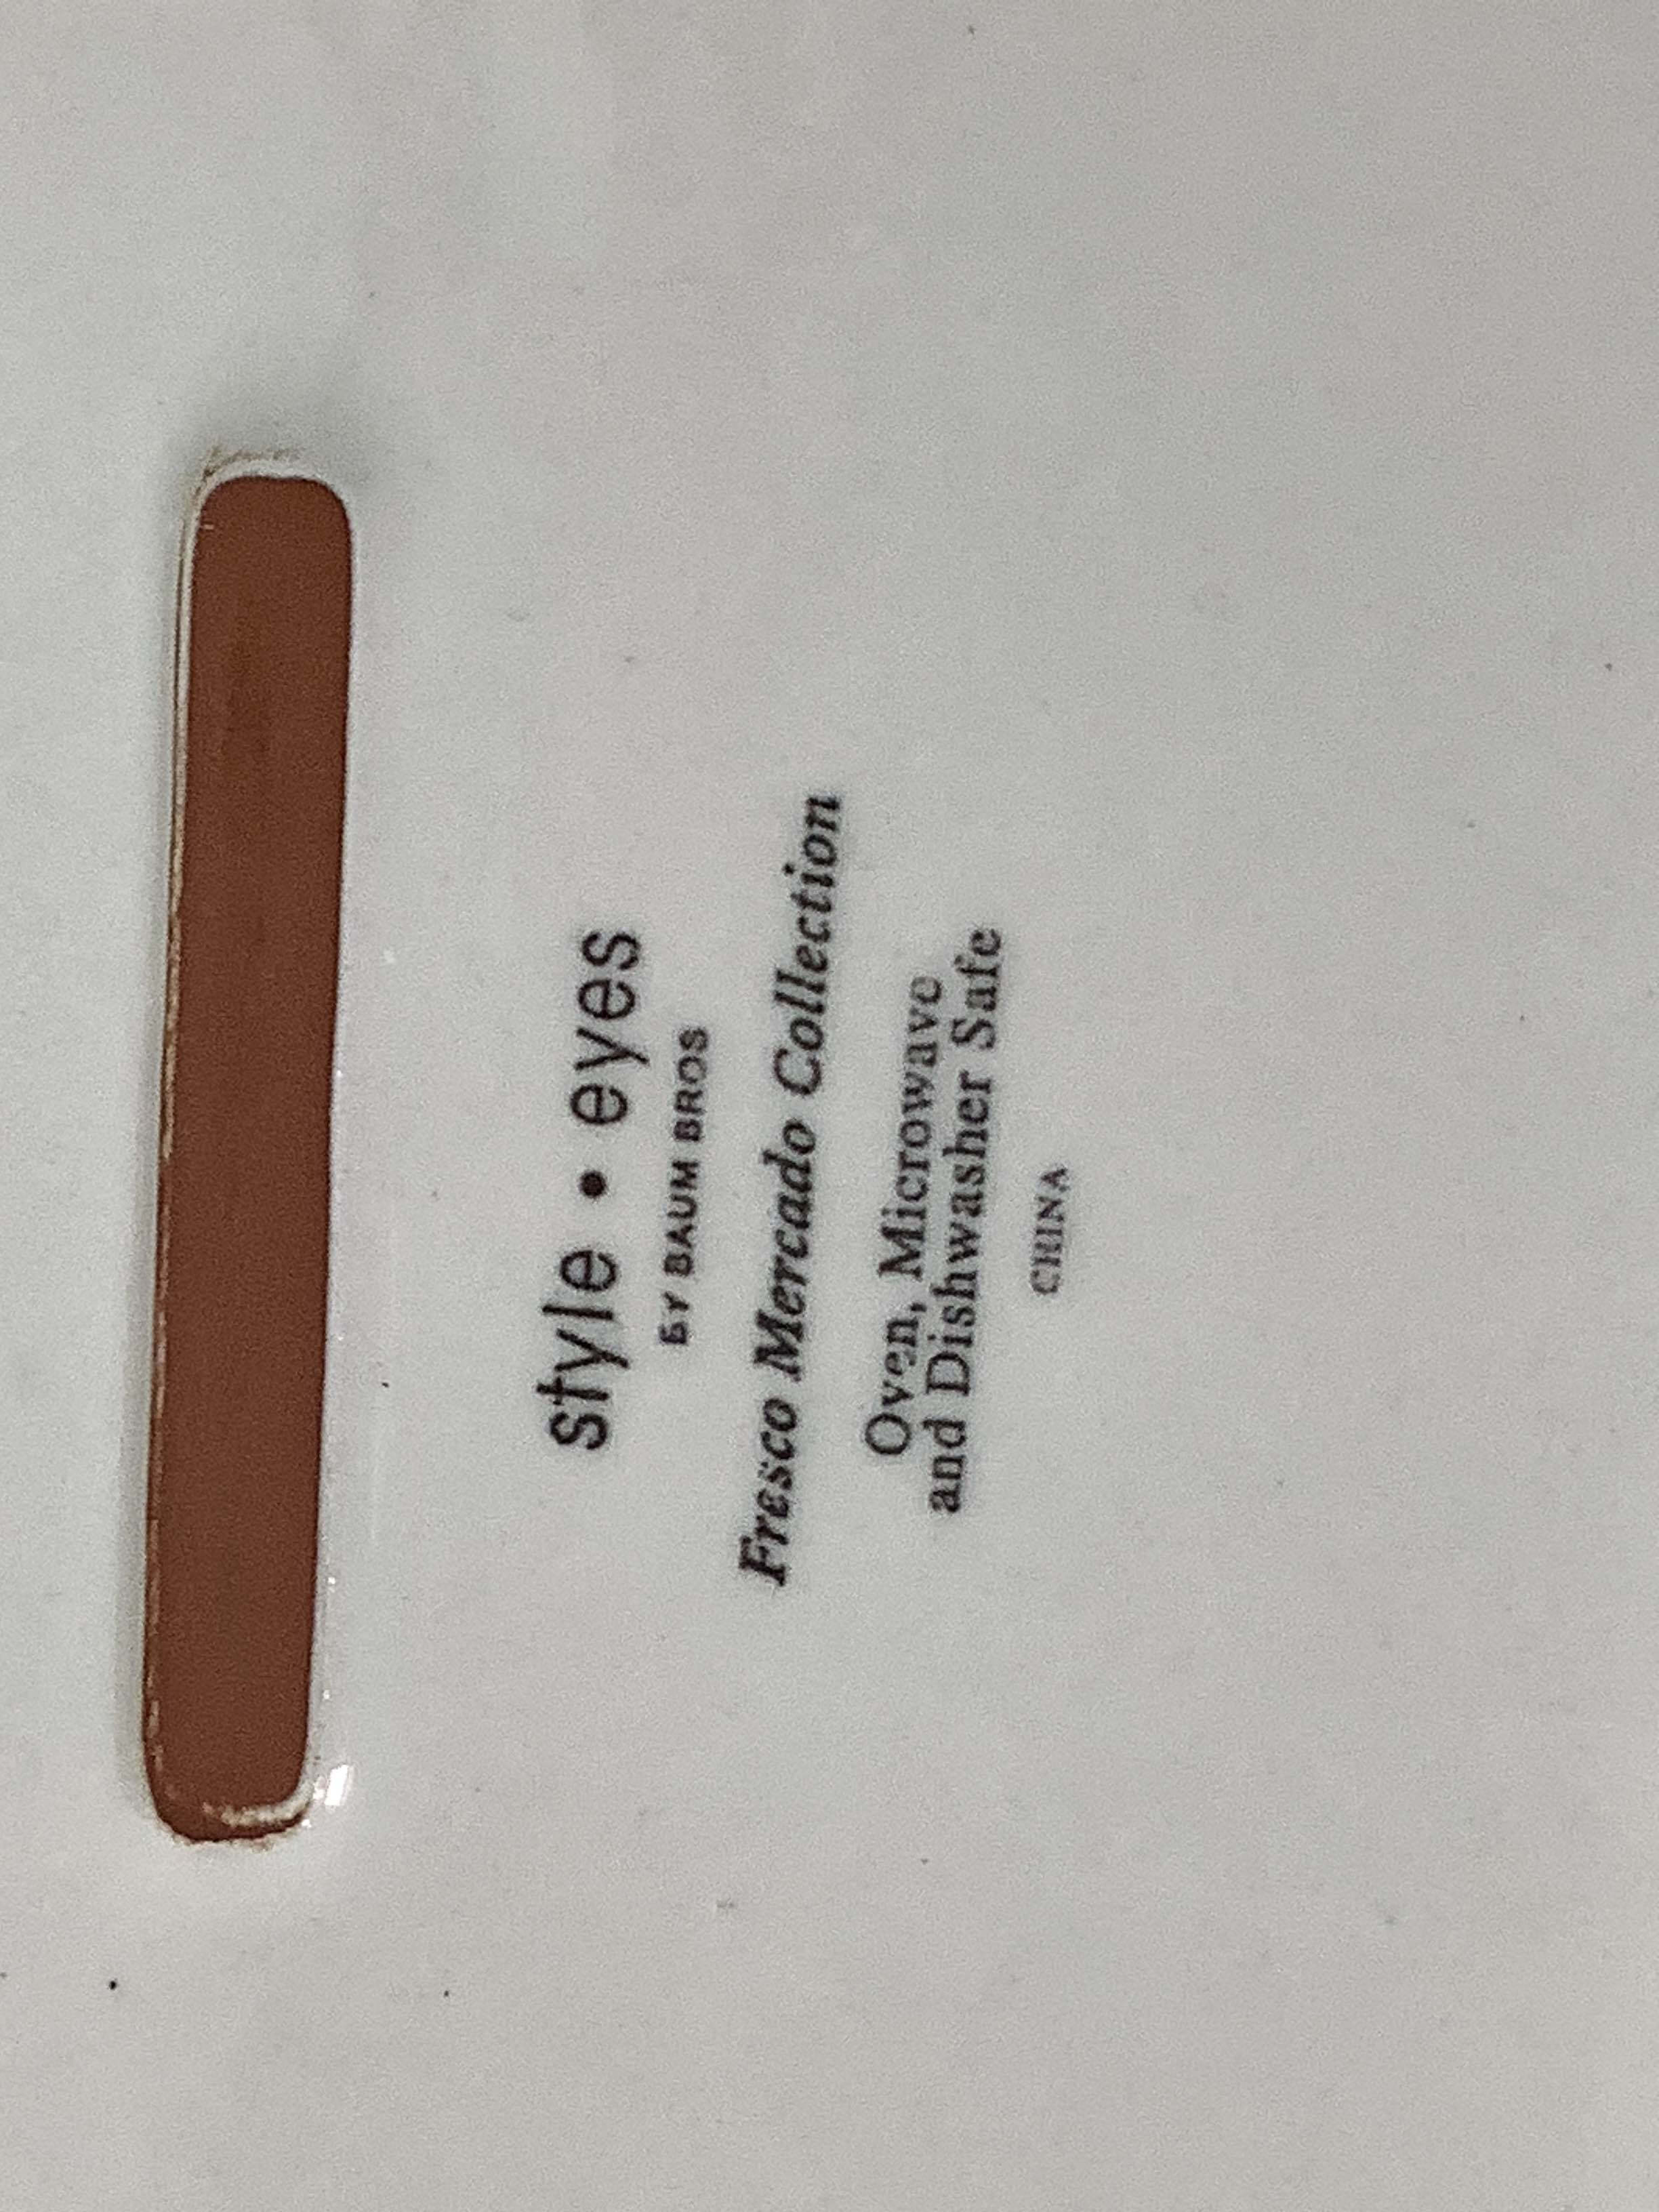 style • eyes
BY BAUM BROS
Fresco Mercado Collection
Oven, Microwave
and Dishwasher Safe
CHINA